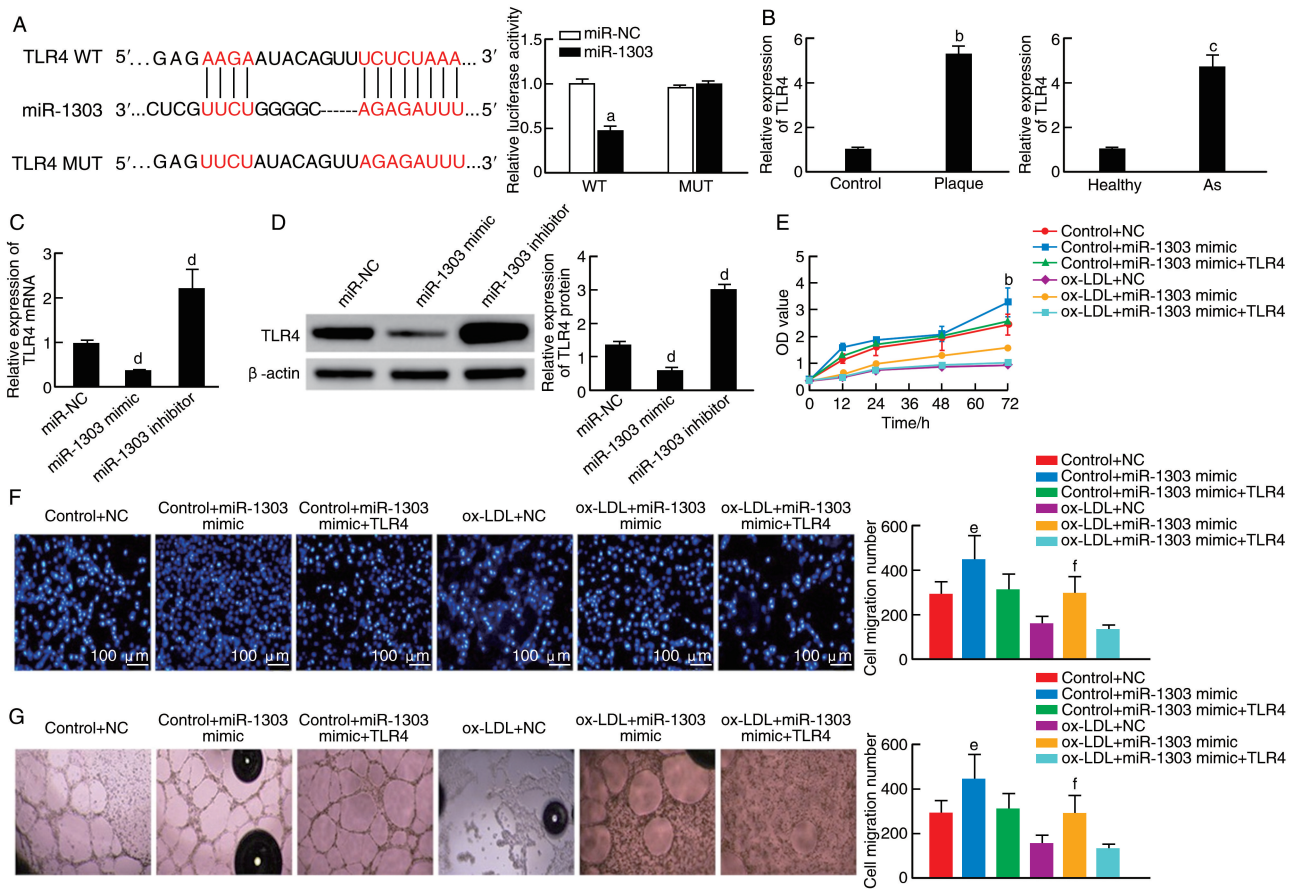 A
TLR4 WT 5′...GAGAAGAAUACAGUUUCUCUAAA...3′
miR-1303 3′...CUCGUUCUGGGGC------AGAGAUUU...5′
TLR4 MUT 5′...GAGUUCUAUACAGUUAGAGAUUU...3′
Relative luciferase acitivity
1.5
1.0
0.5
0
miR-NC
miR-1303
a
WT MUT
B
Relative expression
of TLR4
6
4
2
0
b
Control Plaque
Relative expression
of TLR4
6
4
2
0
c
Healthy As
C
Relative expression of
TLR4 mRNA
3
2
1
0
d
d
miR-NC
miR-1303 mimic
miR-1303 inhibitor
D
miR-NC
miR-1303 mimic
miR-1303 inhibitor
TLR4
β-actin
Relative expression
of TLR4 protein
4
3
2
1
0
d
d
miR-NC
miR-1303 mimic
miR-1303 inhibitor
E
OD value
5
4
3
2
1
0
b
0 12 24 36 48 60 72
Time/h
Control+NC
Control+miR-1303 mimic
Control+miR-1303 mimic+TLR4
ox-LDL+NC
ox-LDL+miR-1303 mimic
ox-LDL+miR-1303 mimic+TLR4
F
Control+NC
Control+miR-1303
mimic
Control+miR-1303
mimic+TLR4
ox-LDL+NC
ox-LDL+miR-1303
mimic
ox-LDL+miR-1303
mimic+TLR4
100 μm
100 μm
100 μm
100 μm
100 μm
100 μm
Cell migration number
600
400
200
0
e
f
Control+NC
Control+miR-1303 mimic
Control+miR-1303 mimic+TLR4
ox-LDL+NC
ox-LDL+miR-1303 mimic
ox-LDL+miR-1303 mimic+TLR4
G
Control+NC
Control+miR-1303
mimic
Control+miR-1303
mimic+TLR4
ox-LDL+NC
ox-LDL+miR-1303
mimic
ox-LDL+miR-1303
mimic+TLR4
Cell migration number
600
400
200
0
e
f
Control+NC
Control+miR-1303 mimic
Control+miR-1303 mimic+TLR4
ox-LDL+NC
ox-LDL+miR-1303 mimic
ox-LDL+miR-1303 mimic+TLR4